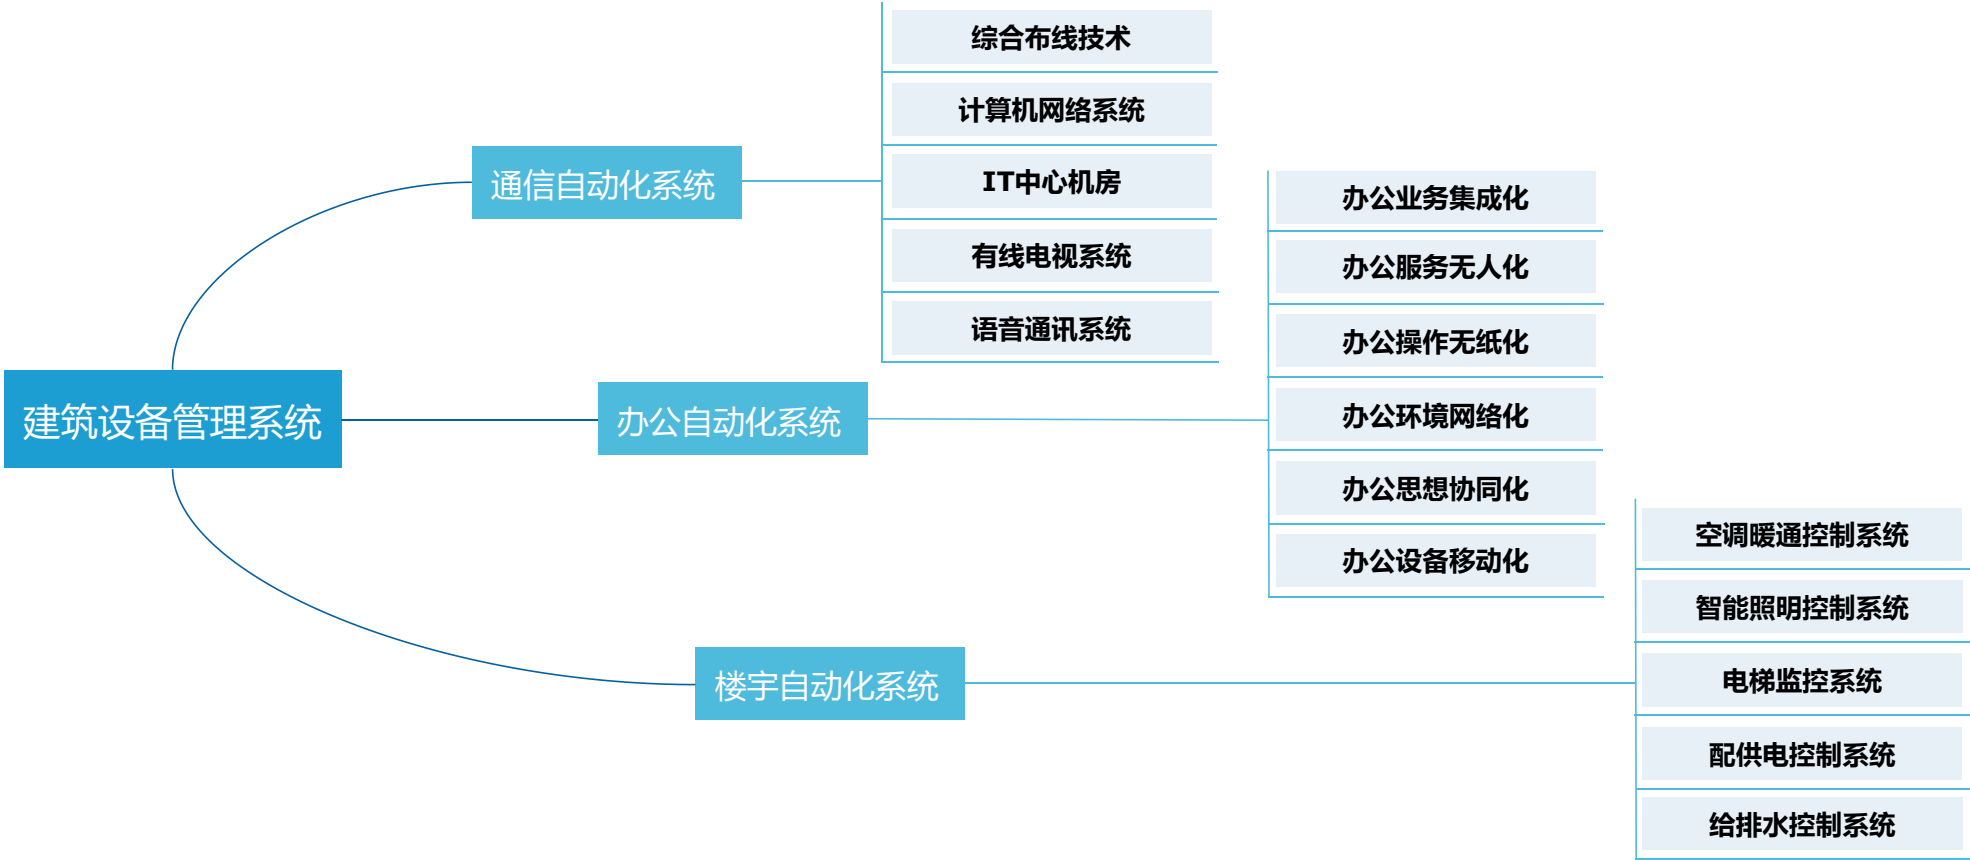 建筑设备管理系统
通信自动化系统
综合布线技术
计算机网络系统
IT中心机房
有线电视系统
语音通讯系统
办公自动化系统
办公业务集成化
办公服务无人化
办公操作无纸化
办公环境网络化
办公思想协同化
办公设备移动化
楼宇自动化系统
空调暖通控制系统
智能照明控制系统
电梯监控系统
配供电控制系统
给排水控制系统